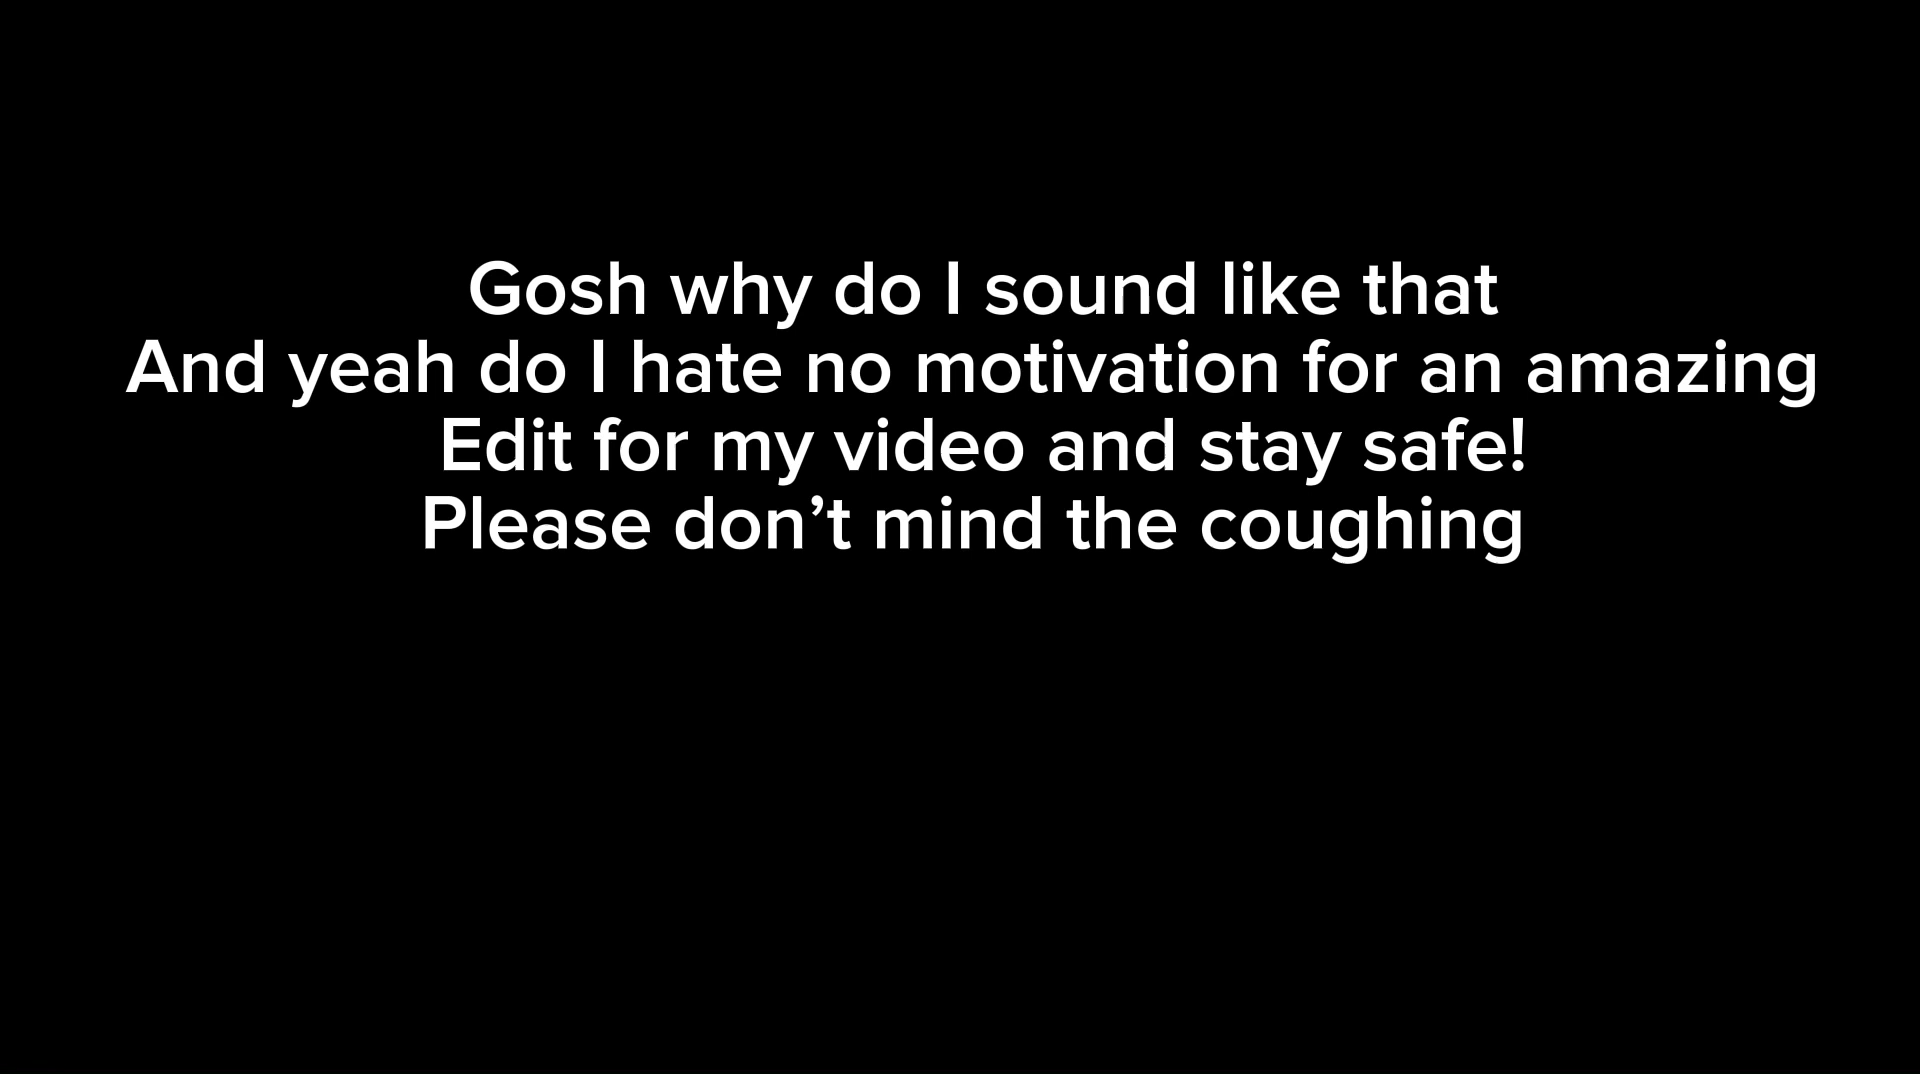 Gosh why do I sound like that
And yeah do I hate no motivation for an amazing
Edit for my video and stay safe!
Please don’t mind the coughing